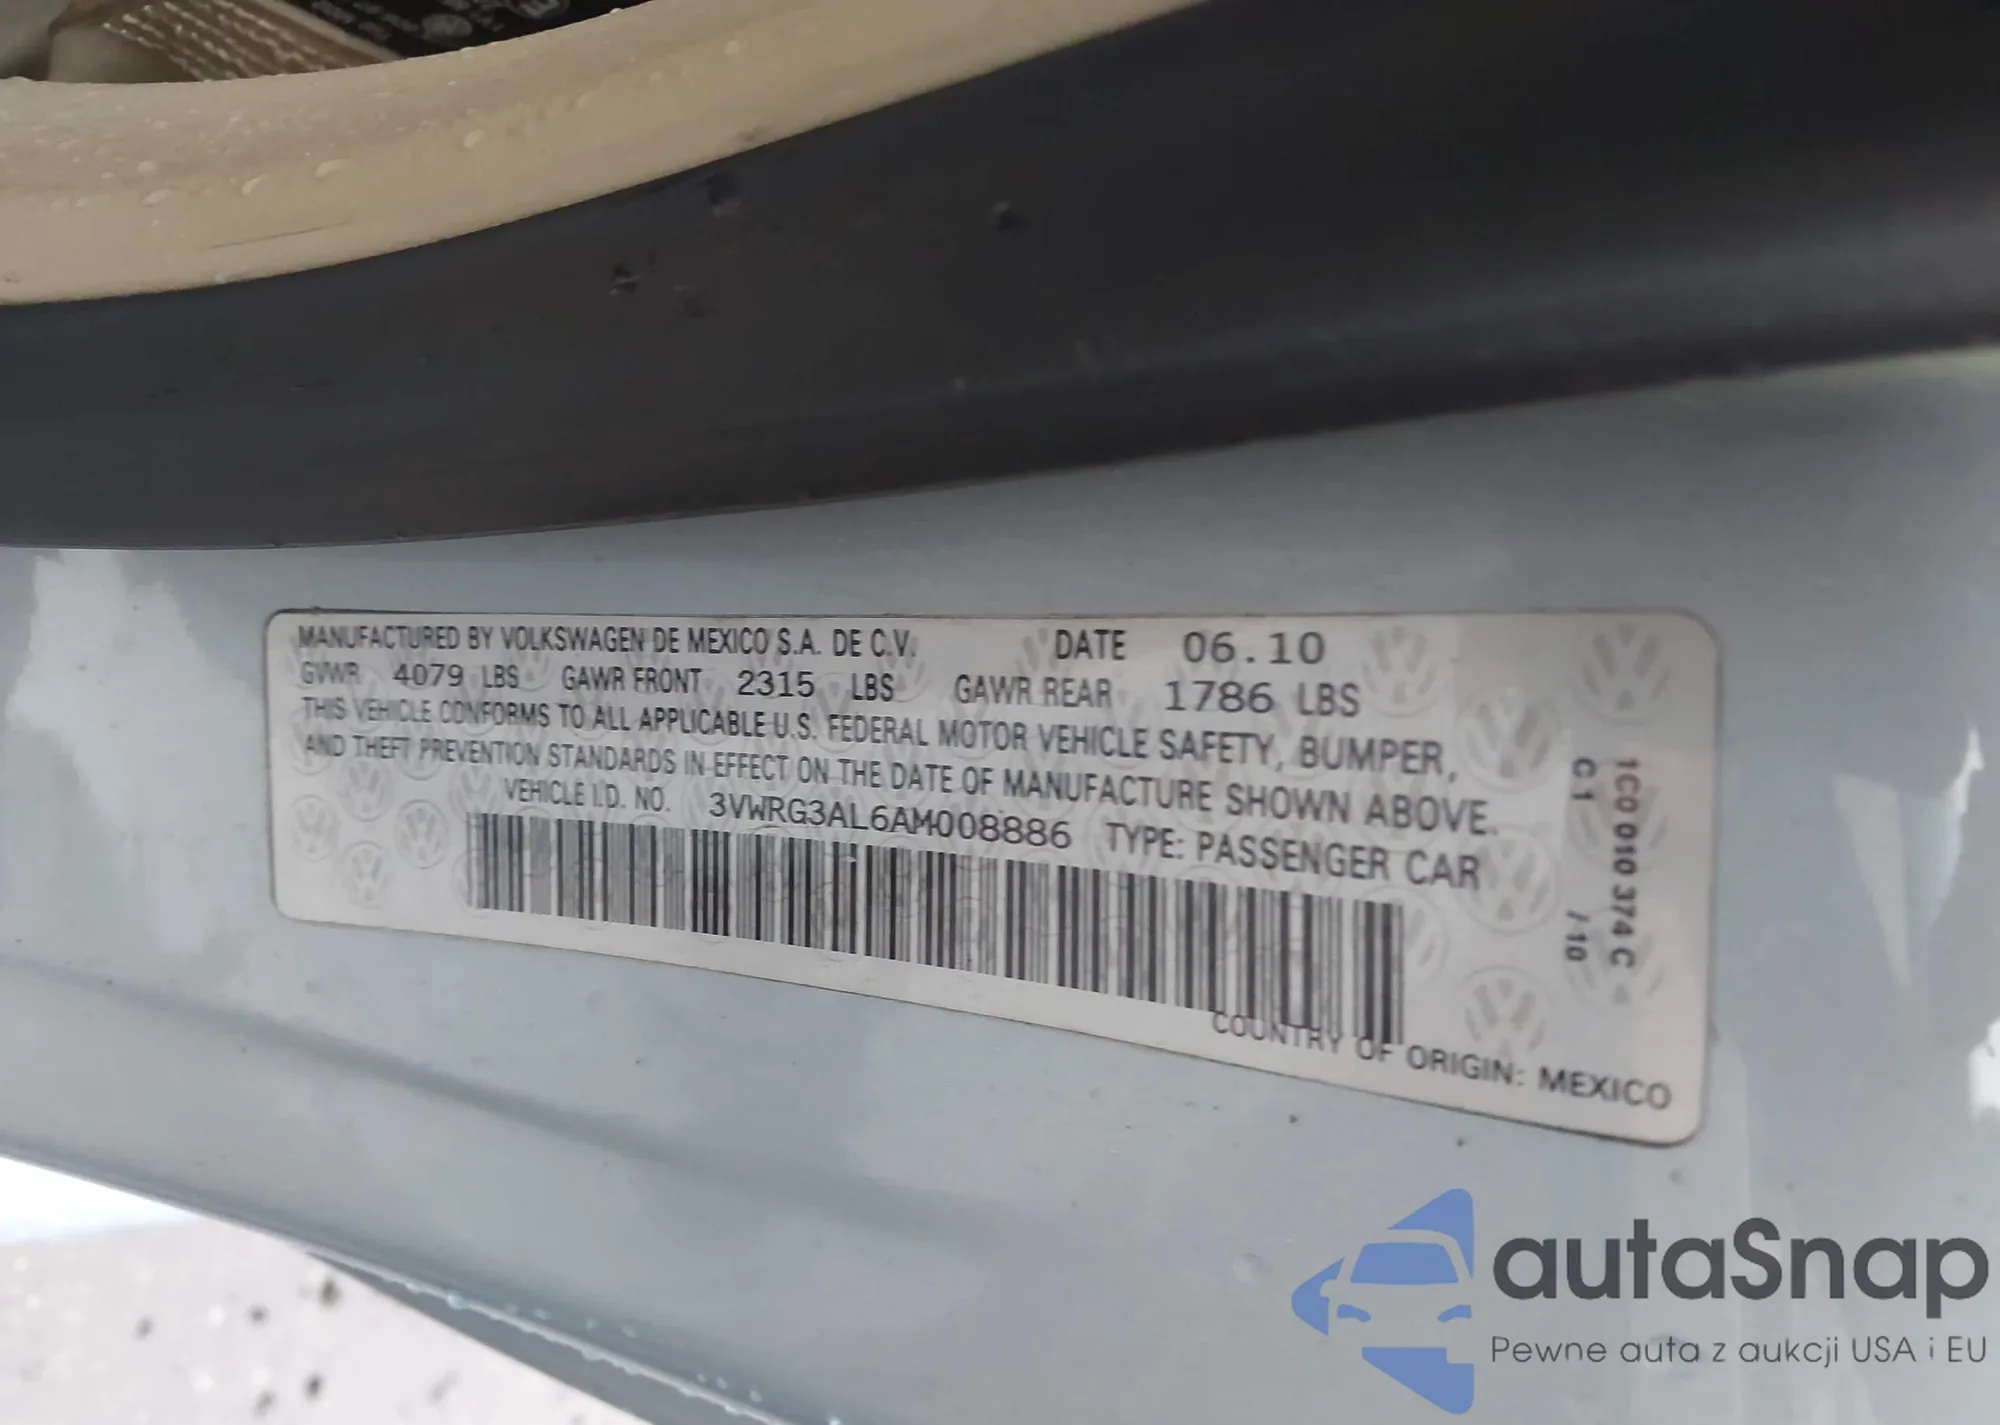 MANUFACTURED BY VOLKSWAGEN DE MEXICO S.A. DE C.V. DATE 06.10
GVWR 4079 LBS GAWR FRONT 2315 LBS GAWR REAR 1786 LBS
THIS VEHICLE CONFORMS TO ALL APPLICABLE U.S. FEDERAL MOTOR VEHICLE SAFETY, BUMPER,
AND THEFT PREVENTION STANDARDS IN EFFECT ON THE DATE OF MANUFACTURE SHOWN ABOVE.
VEHICLE I.D. NO. 3VWRG3AL6AM008886 TYPE: PASSENGER CAR
COUNTRY OF ORIGIN: MEXICO
1C0 010 374 C
C1 /10
autaSnap
Pewne auta z aukcji USA i EU